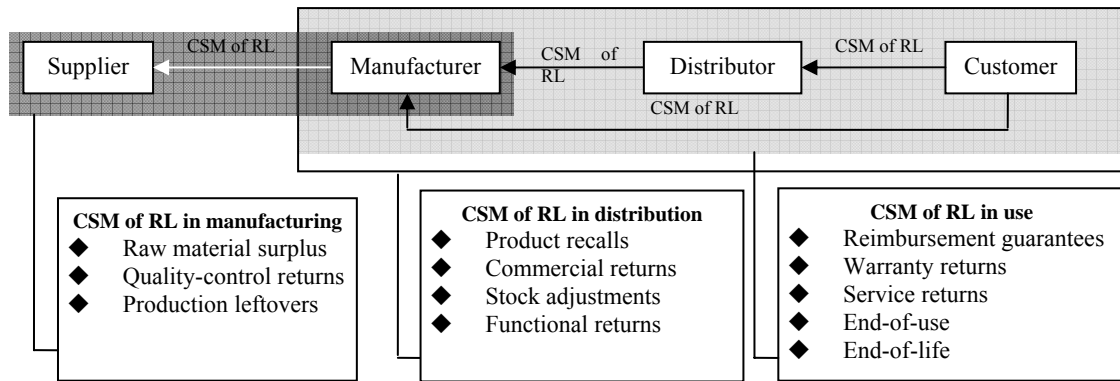 CSM of RL
CSM of
RL
CSM of RL
Supplier
Manufacturer
Distributor
Customer
CSM of RL
CSM of RL in manufacturing
◆ Raw material surplus
◆ Quality-control returns
◆ Production leftovers
CSM of RL in distribution
◆ Product recalls
◆ Commercial returns
◆ Stock adjustments
◆ Functional returns
CSM of RL in use
◆ Reimbursement guarantees
◆ Warranty returns
◆ Service returns
◆ End-of-use
◆ End-of-life